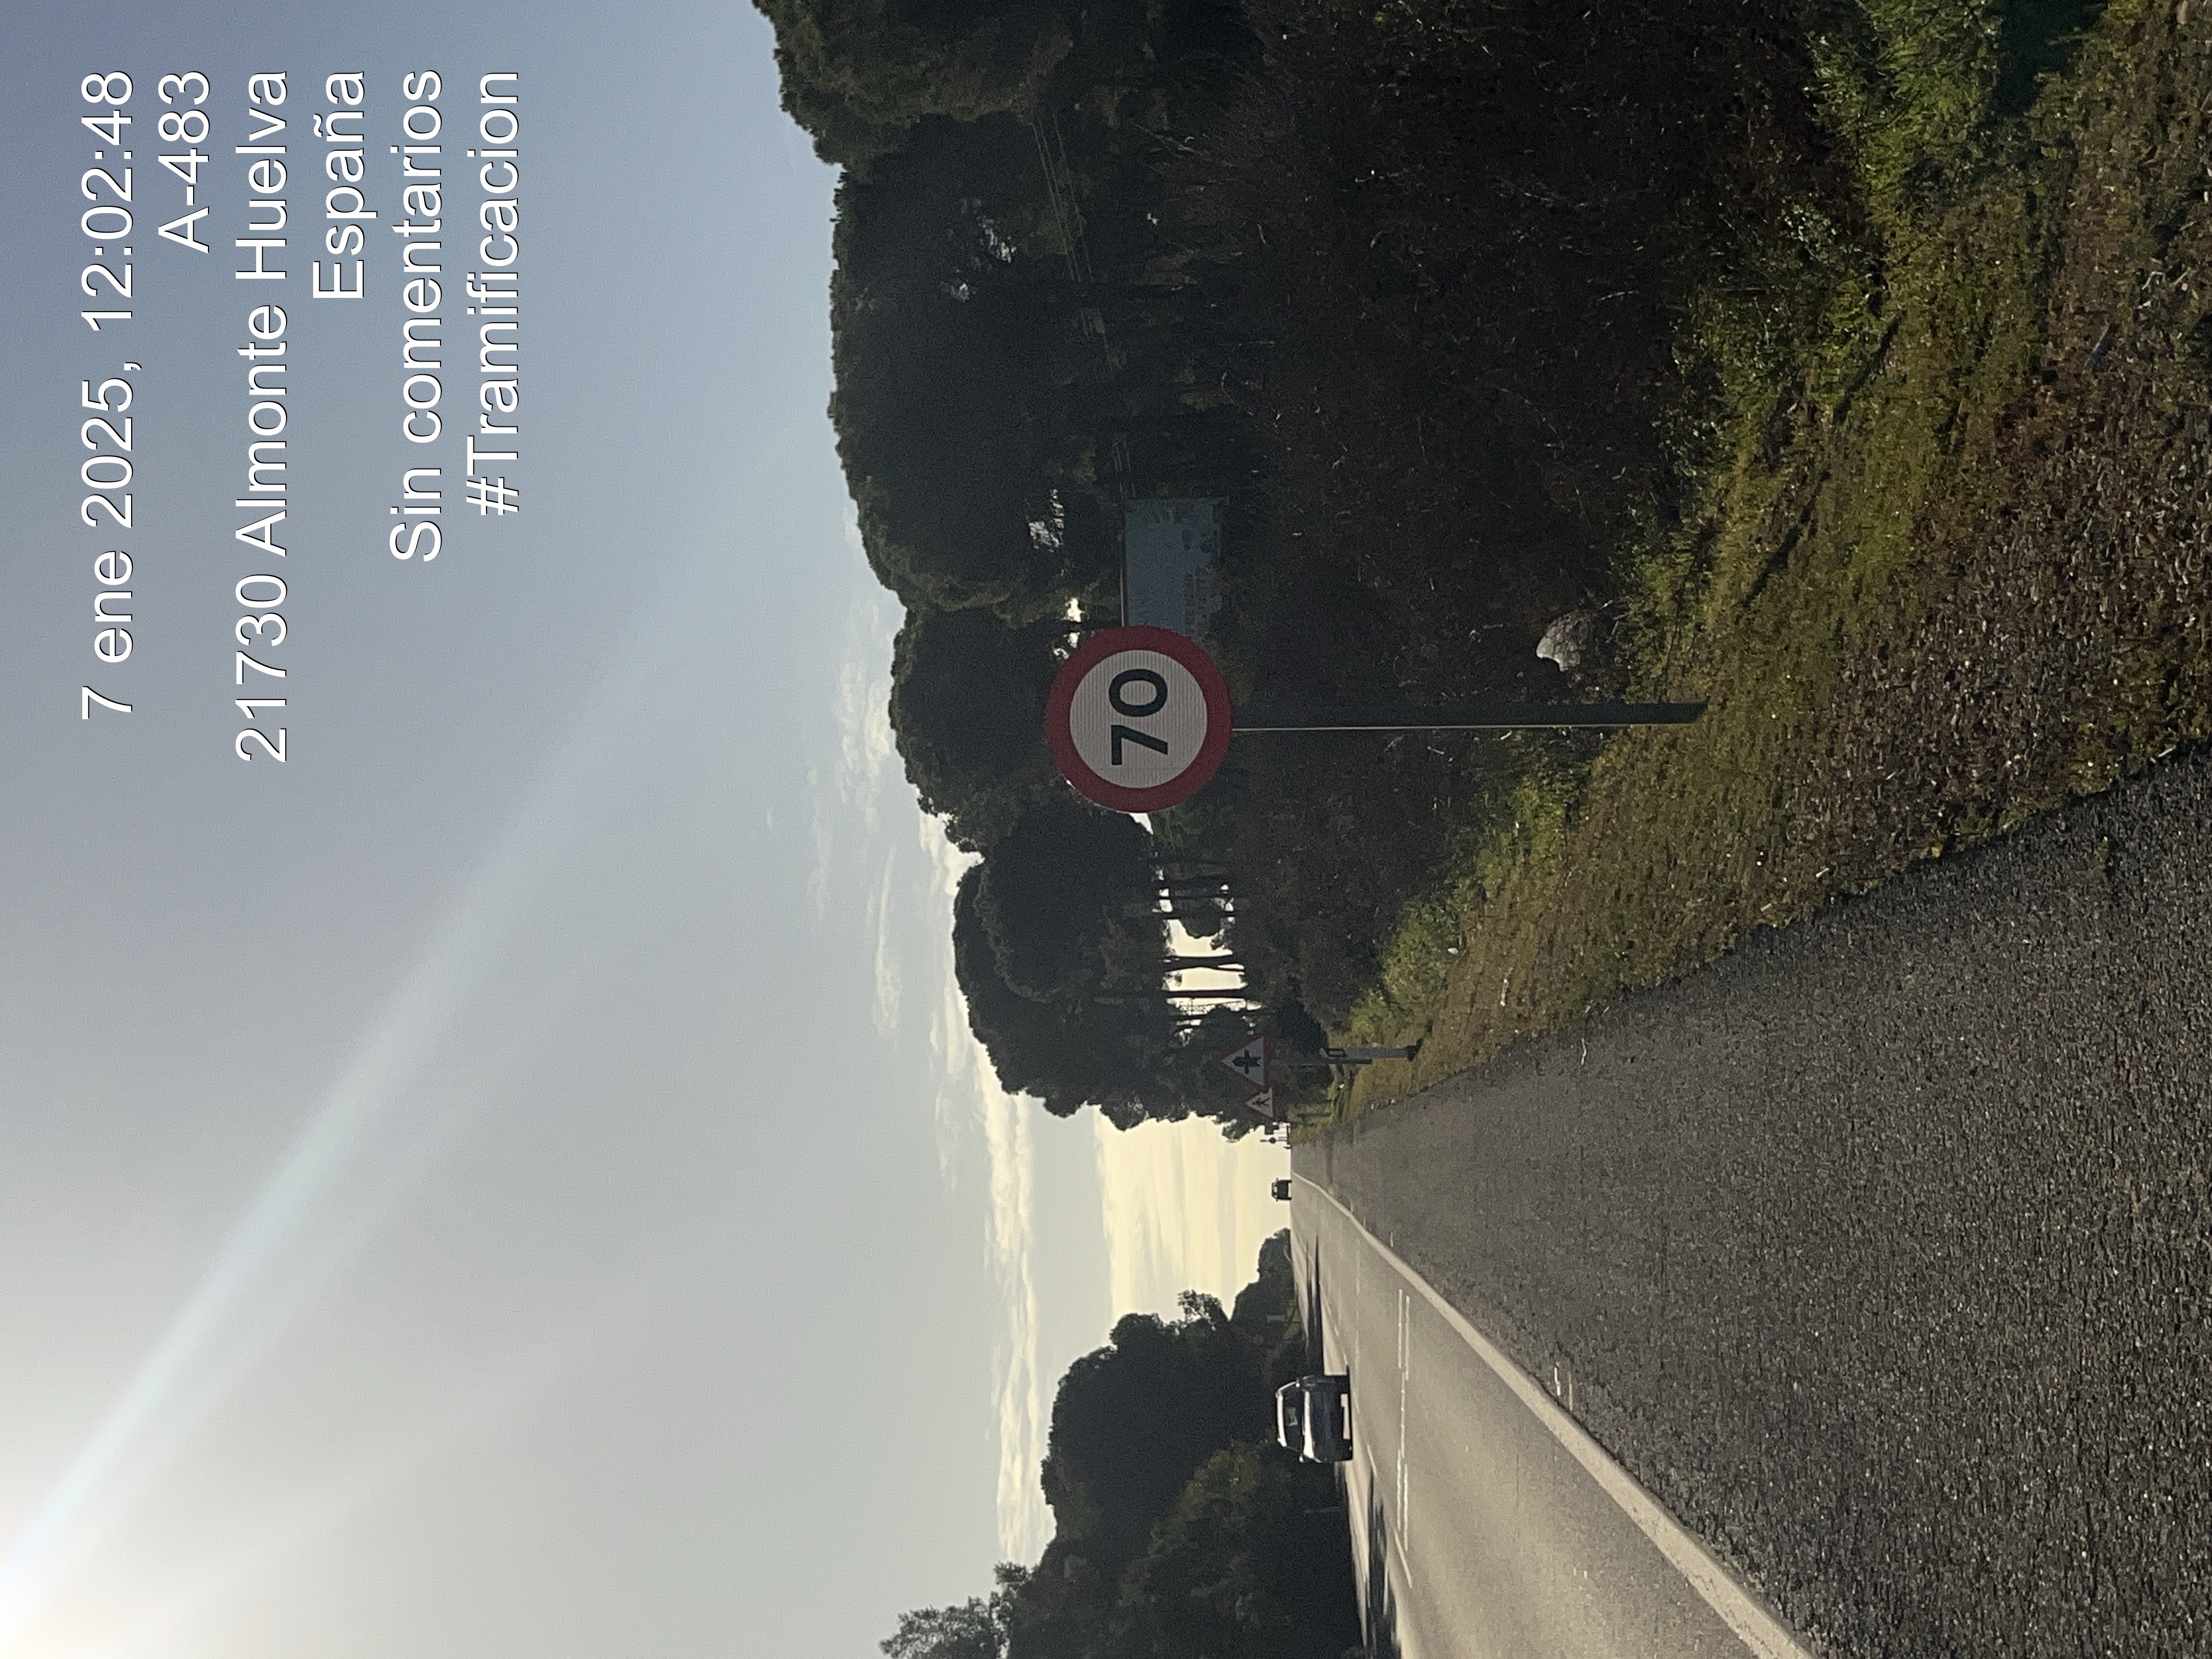 7 ene 2025, 12:02:48
A-483
21730 Almonte Huelva
España
Sin comentarios
#Tramificacion
70